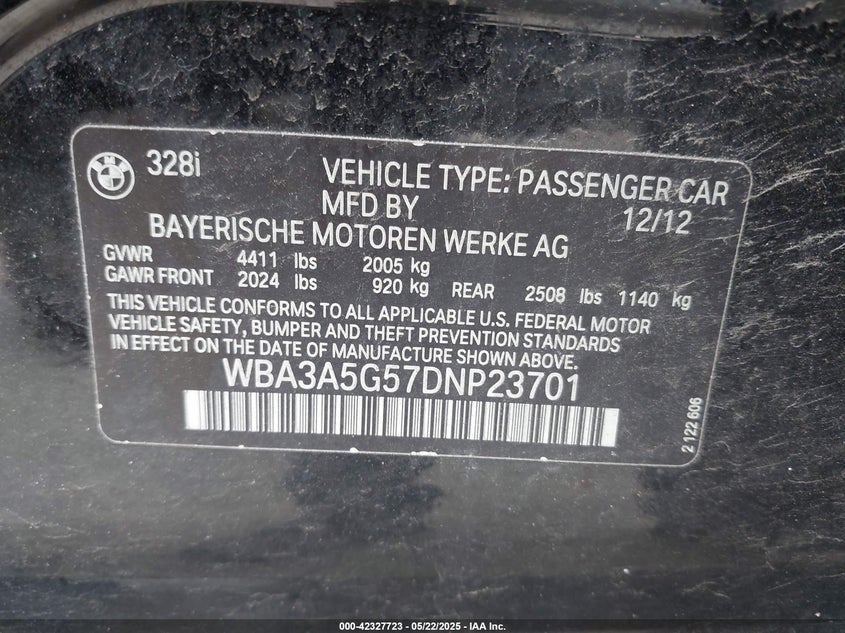 328i
VEHICLE TYPE: PASSENGER CAR
MFD BY 12/12
BAYERISCHE MOTOREN WERKE AG
GVWR 4411 lbs 2005 kg
GAWR FRONT 2024 lbs 920 kg REAR 2508 lbs 1140 kg
THIS VEHICLE CONFORMS TO ALL APPLICABLE U.S. FEDERAL MOTOR
VEHICLE SAFETY, BUMPER AND THEFT PREVENTION STANDARDS
IN EFFECT ON THE DATE OF MANUFACTURE SHOWN ABOVE.
WBA3A5G57DNP23701
2 122 606
000-42327723 - 05/22/2025 - IAA Inc.